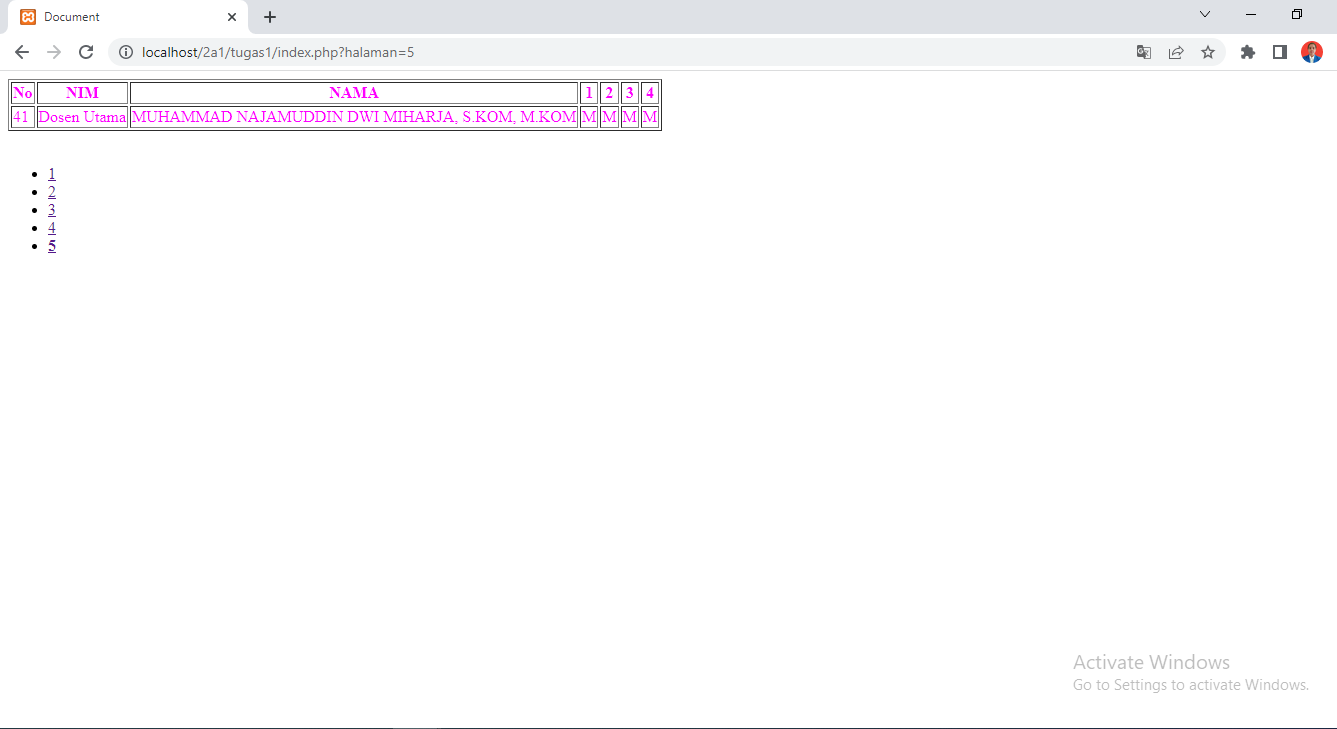 Document
localhost/2a1/tugas1/index.php?halaman=5
No NIM NAMA 1 2 3 4
41 Dosen Utama MUHAMMAD NAJAMUDDIN DWI MIHARJA, S.KOM, M.KOM M M M M
1
2
3
4
5
Activate Windows
Go to Settings to activate Windows.